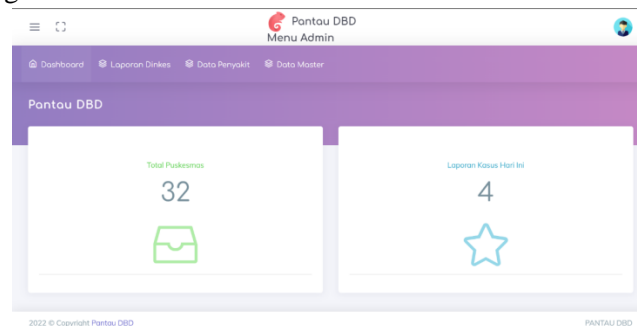 Pantau DBD
Menu Admin
Dashboard Laporan Dinkes Data Penyakit Data Master
Pantau DBD
Total Puskesmas
32
Laporan Kasus Hari Ini
4
2022 © Copyright Pantau DBD
PANTAU DBD